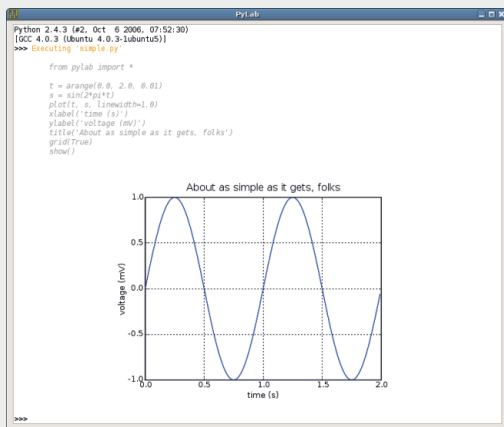 PyLab
Python 2.4.3 (#2, Oct  6 2006, 07:52:30)
[GCC 4.0.3 (Ubuntu 4.0.3-1ubuntu5)]
>>> Executing 'simple.py'
from pylab import *
t = arange(0.0, 2.0, 0.01)
s = sin(2*pi*t)
plot(t, s, linewidth=1.0)
xlabel('time (s)')
ylabel('voltage (mV)')
title('About as simple as it gets, folks')
grid(True)
show()
About as simple as it gets, folks
1.0
0.5
0.0
-0.5
-1.0
voltage (mV)
0.0 0.5 1.0 1.5 2.0
time (s)
>>>